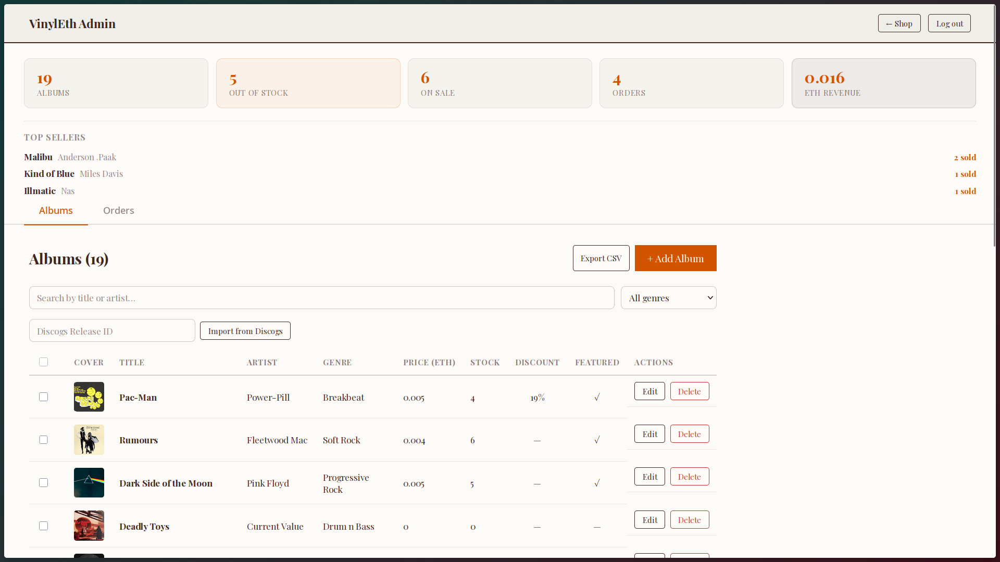 VinylEth Admin
← Shop
Log out
19
ALBUMS
5
OUT OF STOCK
6
ON SALE
4
ORDERS
0.016
ETH REVENUE
TOP SELLERS
Malibu Anderson .Paak 2 sold
Kind of Blue Miles Davis 1 sold
Illmatic Nas 1 sold
Albums Orders
Albums (19)
Export CSV
+ Add Album
Search by title or artist…
All genres
Discogs Release ID
Import from Discogs
COVER TITLE ARTIST GENRE PRICE (ETH) STOCK DISCOUNT FEATURED ACTIONS
Pac-Man Power-Pill Breakbeat 0.005 4 19% ✓ Edit Delete
Rumours Fleetwood Mac Soft Rock 0.004 6 — ✓ Edit Delete
Dark Side of the Moon Pink Floyd Progressive Rock 0.005 5 — ✓ Edit Delete
Deadly Toys Current Value Drum n Bass 0 0 — — Edit Delete